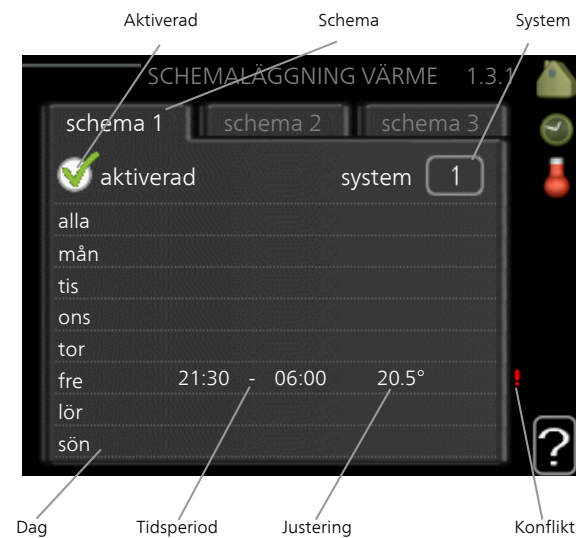 Aktiverad Schema System
SCHEMALÄGGNING VÄRME 1.3.1
schema 1 schema 2 schema 3
aktiverad system 1
alla
mån
tis
ons
tor
fre 21:30 - 06:00 20.5° !
lör
sön
?
Dag Tidsperiod Justering Konflikt